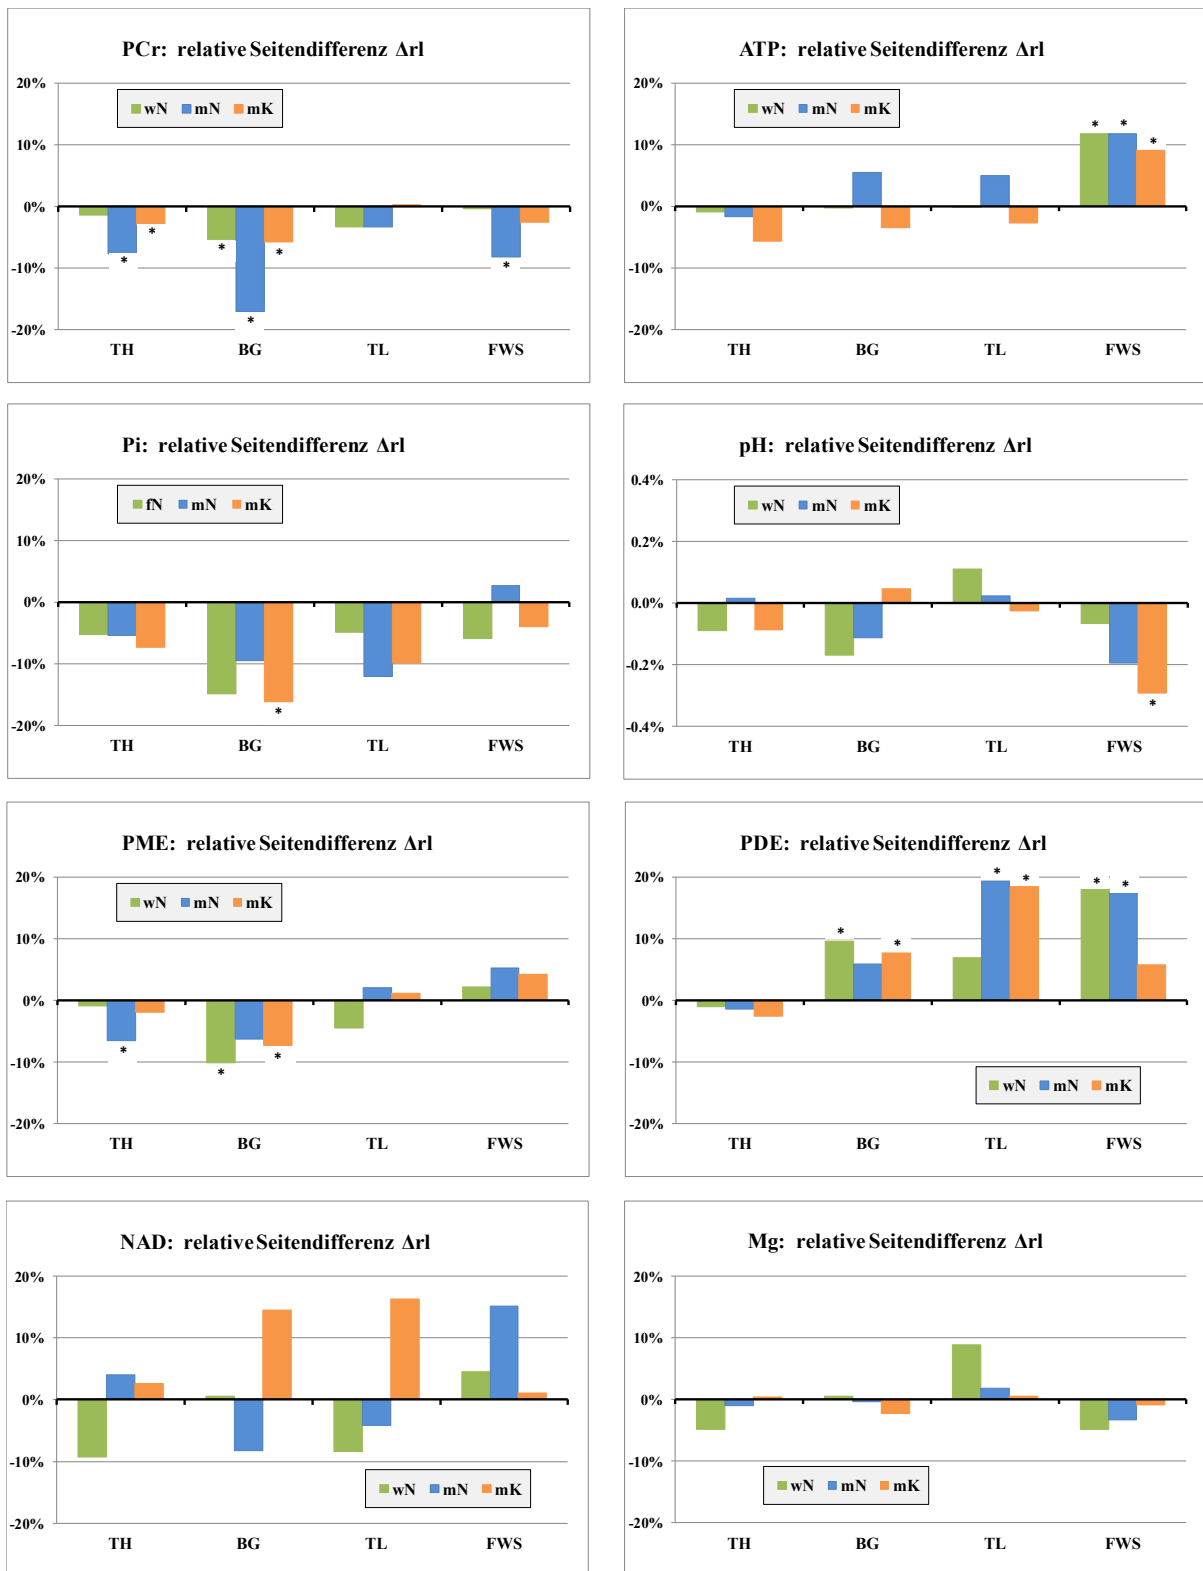 PCr: relative Seitendifferenz Δrl
20%
wN mN mK
10%
0%
* * * * * *
-10%
-20%
TH BG TL FWS
ATP: relative Seitendifferenz Δrl
20%
wN mN mK
* * *
10%
0%
-10%
-20%
TH BG TL FWS
Pi: relative Seitendifferenz Δrl
20%
fN mN mK
10%
0%
-10%
*
-20%
TH BG TL FWS
pH: relative Seitendifferenz Δrl
0.4%
wN mN mK
0.2%
0.0%
-0.2%
*
-0.4%
TH BG TL FWS
PME: relative Seitendifferenz Δrl
20%
wN mN mK
10%
0%
* * *
-10%
-20%
TH BG TL FWS
PDE: relative Seitendifferenz Δrl
20%
* * * *
* *
10%
0%
-10%
wN mN mK
-20%
TH BG TL FWS
NAD: relative Seitendifferenz Δrl
20%
10%
0%
-10%
wN mN mK
-20%
TH BG TL FWS
Mg: relative Seitendifferenz Δrl
20%
10%
0%
-10%
wN mN mK
-20%
TH BG TL FWS